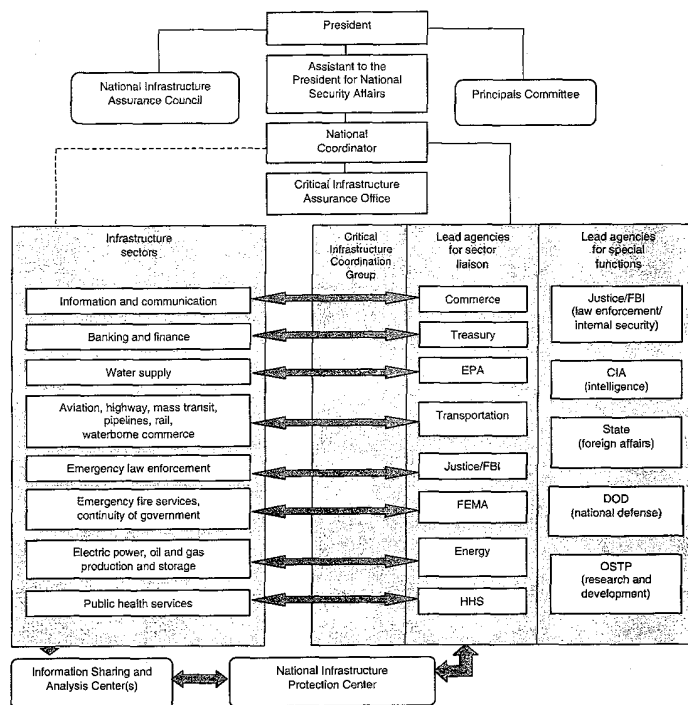 President
National Infrastructure
Assurance Council
Assistant to the
President for National
Security Affairs
Principals Committee
National
Coordinator
Critical Infrastructure
Assurance Office
Infrastructure
sectors
Critical
Infrastructure
Coordination
Group
Lead agencies
for sector
liaison
Lead agencies
for special
functions
Information and communication
Commerce
Banking and finance
Treasury
Water supply
EPA
Aviation, highway, mass transit,
pipelines, rail,
waterborne commerce
Transportation
Emergency law enforcement
Justice/FBI
Emergency fire services,
continuity of government
FEMA
Electric power, oil and gas
production and storage
Energy
Public health services
HHS
Justice/FBI
(law enforcement/
internal security)
CIA
(intelligence)
State
(foreign affairs)
DOD
(national defense)
OSTP
(research and
development)
Information Sharing and
Analysis Center(s)
National Infrastructure
Protection Center